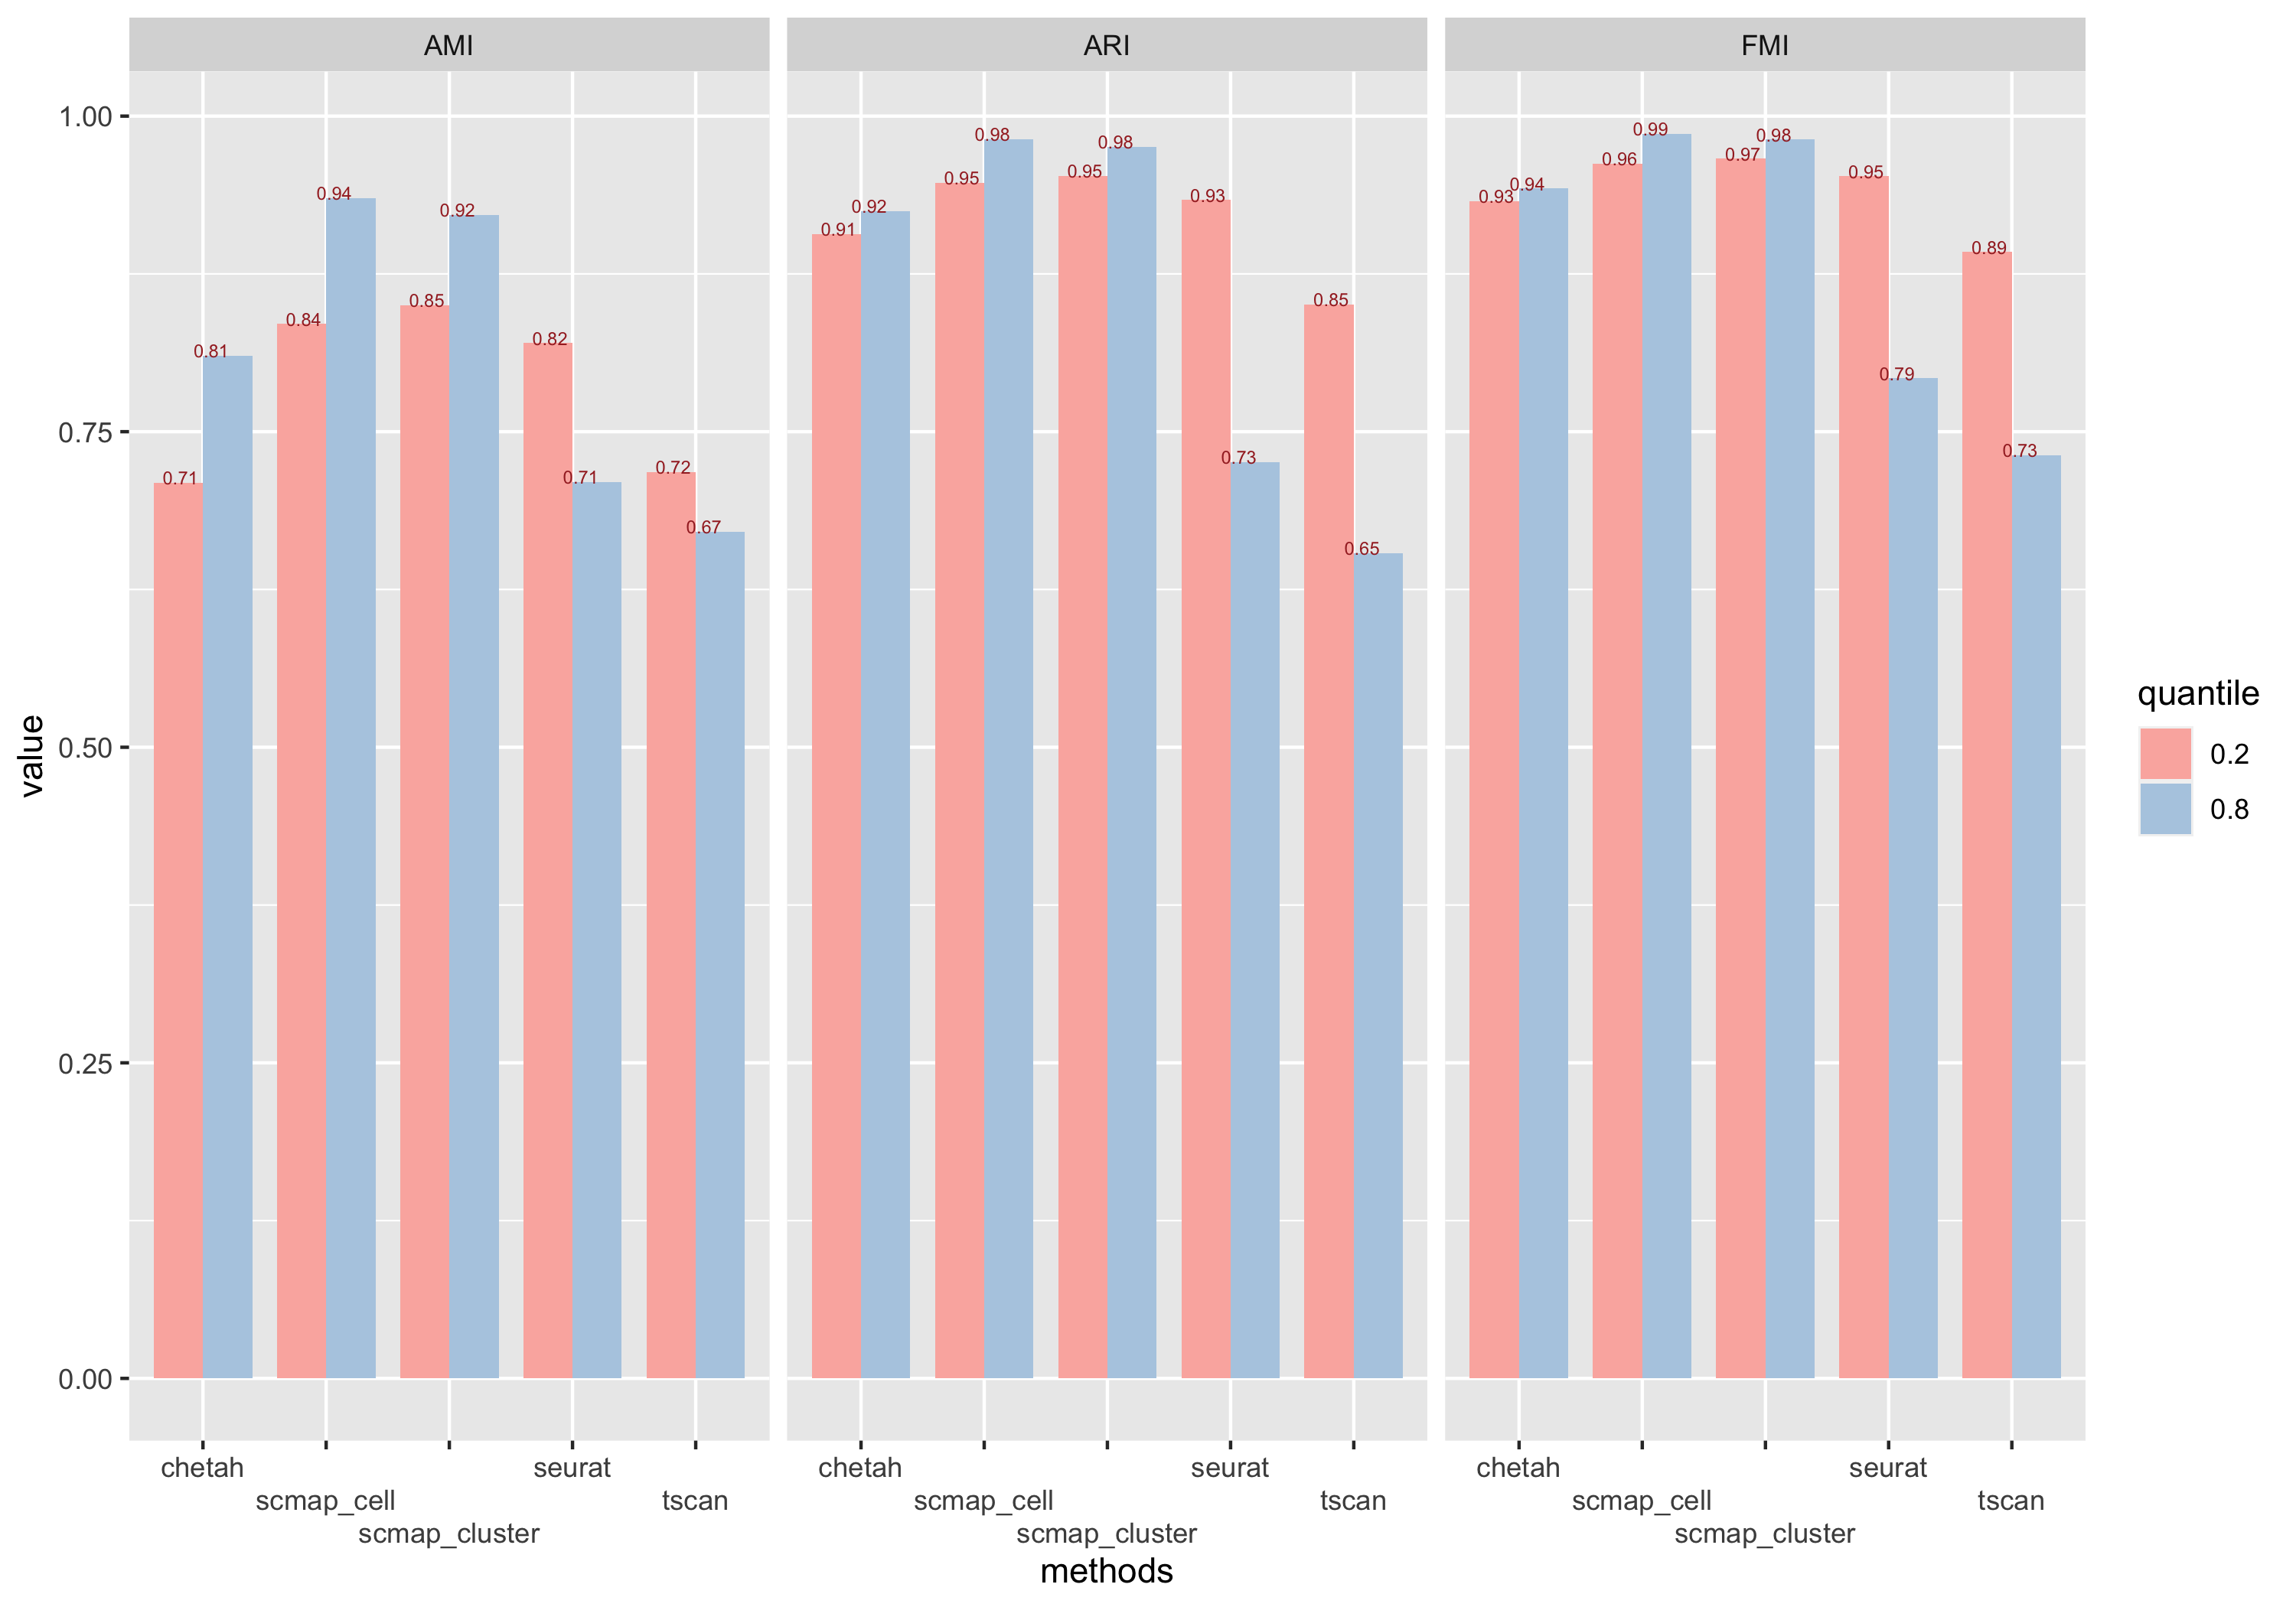 AMI
ARI
FMI
1.00
0.75
0.50
0.25
0.00
value
0.71
0.81
0.84
0.94
0.85
0.92
0.82
0.71
0.72
0.67
0.91
0.92
0.95
0.98
0.95
0.98
0.93
0.73
0.85
0.65
0.93
0.94
0.96
0.99
0.97
0.98
0.95
0.79
0.89
0.73
chetah
scmap_cell
scmap_cluster
seurat
tscan
chetah
scmap_cell
scmap_cluster
seurat
tscan
chetah
scmap_cell
scmap_cluster
seurat
tscan
methods
quantile
0.2
0.8